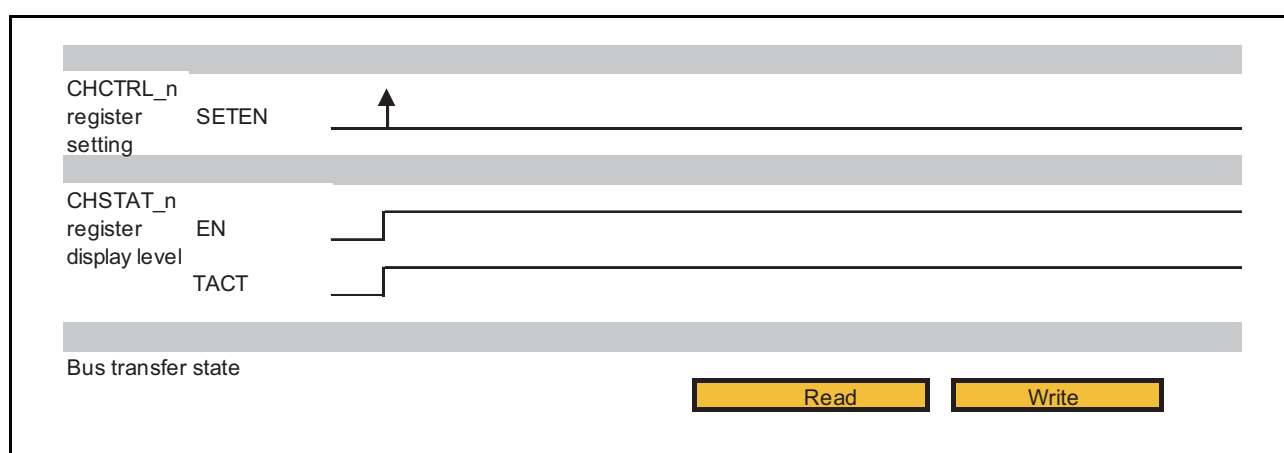 CHCTRL_n
register SETEN
setting
CHSTAT_n
register EN
display level
TACT
Bus transfer state
Read Write